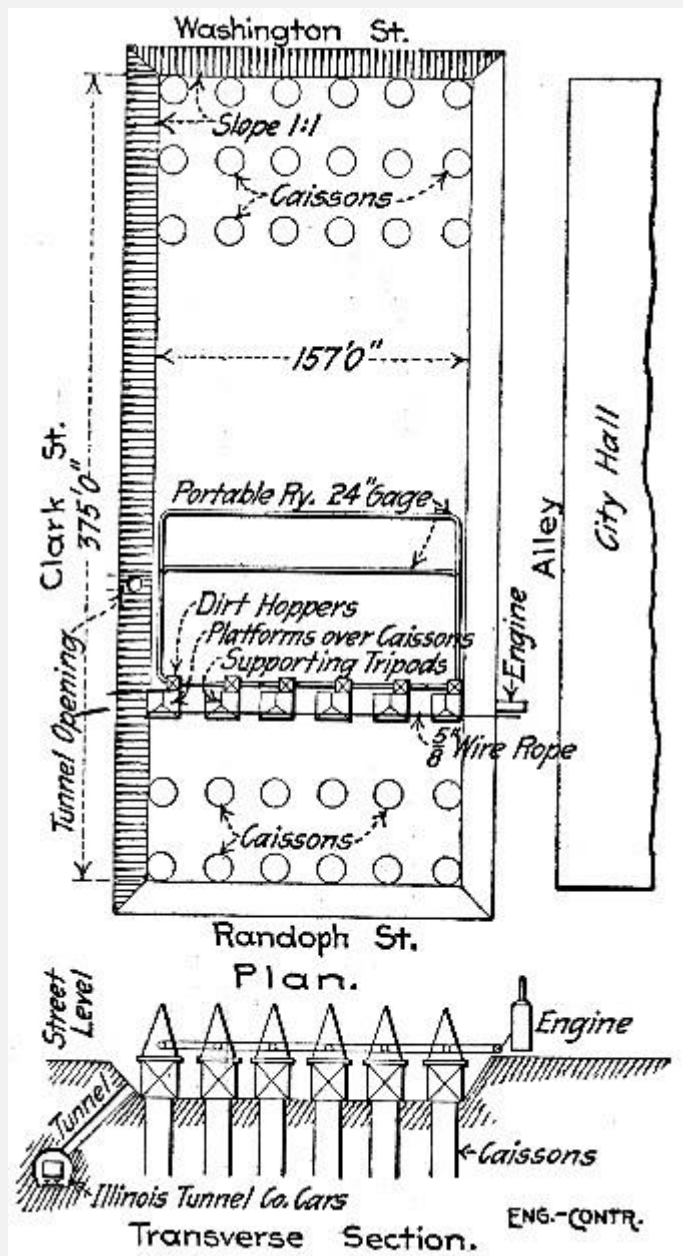 Washington St.
Slope 1:1
Caissons
157'0"
Clark St.
375'0"
Portable Ry. 24" Gage
Alley
City Hall
Dirt Hoppers
Platforms over Caissons
Supporting Tripods
Engine
Tunnel Opening
5/8" Wire Rope
Caissons
Randoph St.
Plan.
Street
Level
Engine
Tunnel
Caissons
Illinois Tunnel Co. Cars
ENG.-CONTR.
Transverse Section.